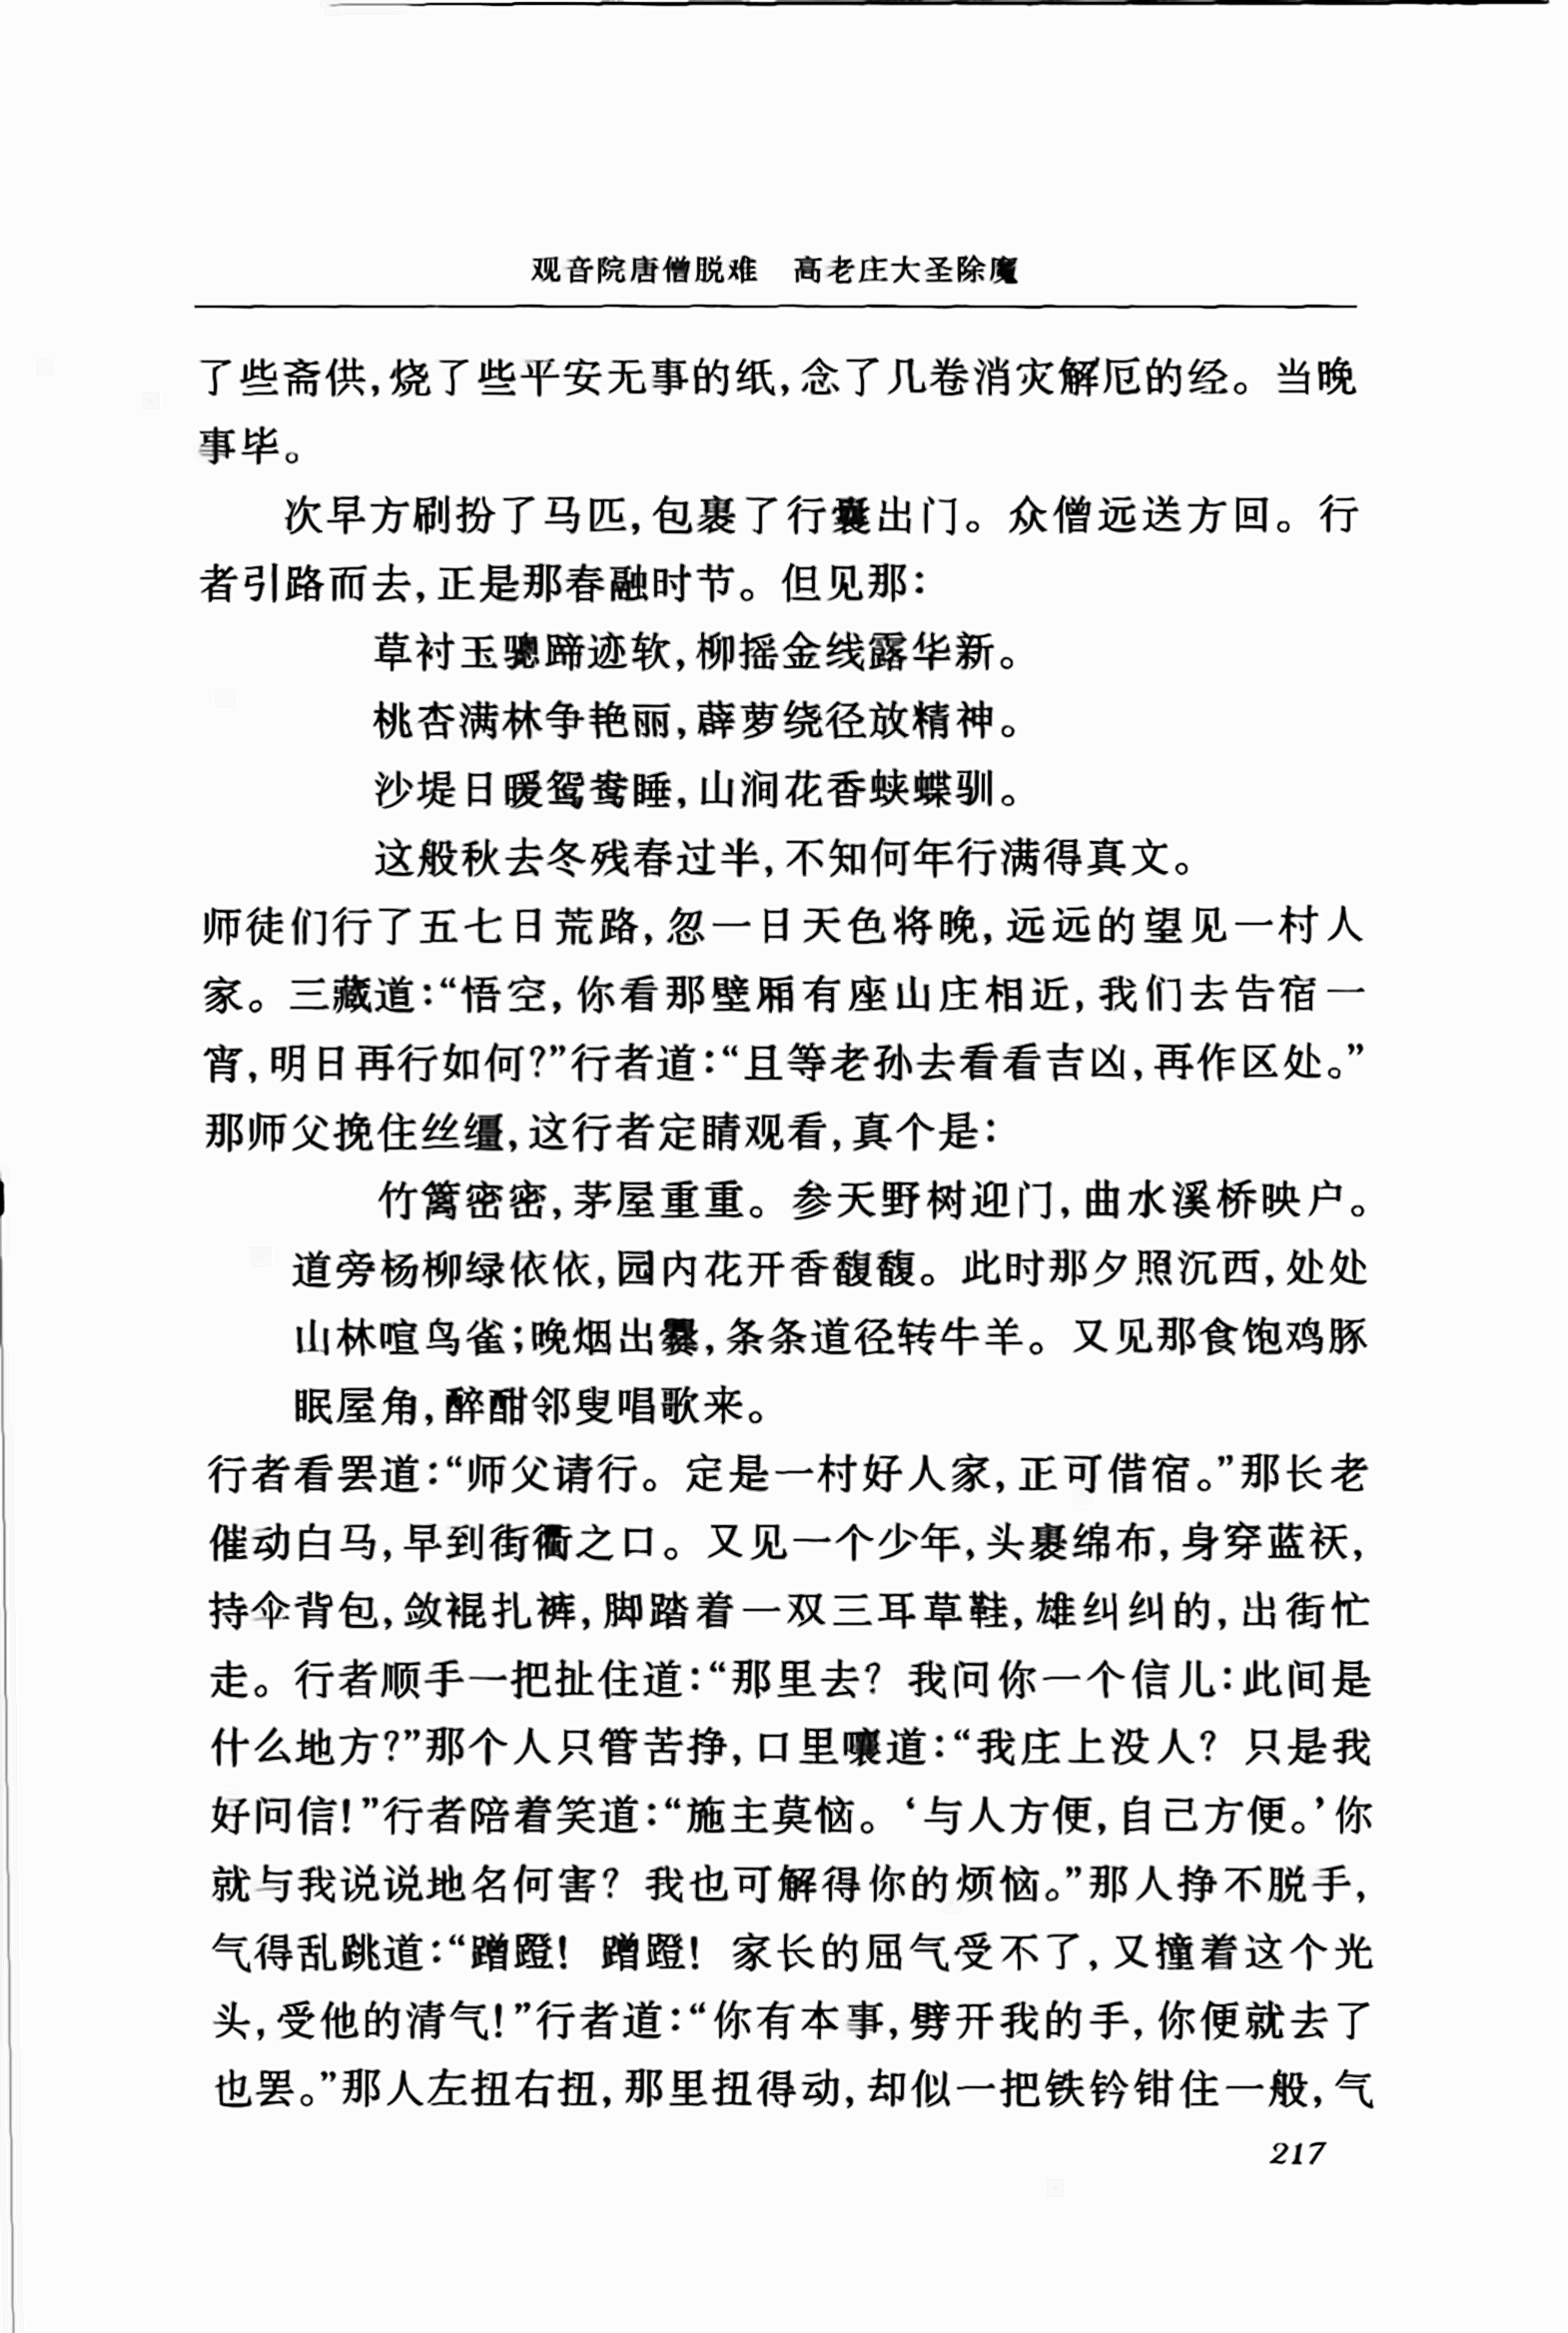 观音院唐僧脱难　高老庄大圣除魔
了些斋供,烧了些平安无事的纸,念了几卷消灾解厄的经。当晚
事毕。
次早方刷扮了马匹,包裹了行囊出门。众僧远送方回。行
者引路而去,正是那春融时节。但见那：
草衬玉骢蹄迹软,柳摇金线露华新。
桃杏满林争艳丽,薜萝绕径放精神。
沙堤日暖鸳鸯睡,山涧花香蛱蝶驯。
这般秋去冬残春过半,不知何年行满得真文。
师徒们行了五七日荒路,忽一日天色将晚,远远的望见一村人
家。三藏道：“悟空,你看那壁厢有座山庄相近,我们去告宿一
宵,明日再行如何?”行者道：“且等老孙去看看吉凶,再作区处。”
那师父挽住丝缰,这行者定睛观看,真个是：
竹篱密密,茅屋重重。参天野树迎门,曲水溪桥映户。
道旁杨柳绿依依,园内花开香馥馥。此时那夕照沉西,处处
山林喧鸟雀;晚烟出爨,条条道径转牛羊。又见那食饱鸡豚
眠屋角,醉酣邻叟唱歌来。
行者看罢道：“师父请行。定是一村好人家,正可借宿。”那长老
催动白马,早到街衢之口。又见一个少年,头裹绵布,身穿蓝袄,
持伞背包,敛裩扎裤,脚踏着一双三耳草鞋,雄纠纠的,出街忙
走。行者顺手一把扯住道：“那里去？我问你一个信儿：此间是
什么地方?”那个人只管苦挣,口里嚷道：“我庄上没人？只是我
好问信!”行者陪着笑道：“施主莫恼。‘与人方便,自己方便。’你
就与我说说地名何害？我也可解得你的烦恼。”那人挣不脱手,
气得乱跳道：“蹭蹬！蹭蹬！家长的屈气受不了,又撞着这个光
头,受他的清气!”行者道：“你有本事,劈开我的手,你便就去了
也罢。”那人左扭右扭,那里扭得动,却似一把铁钤钳住一般,气
217